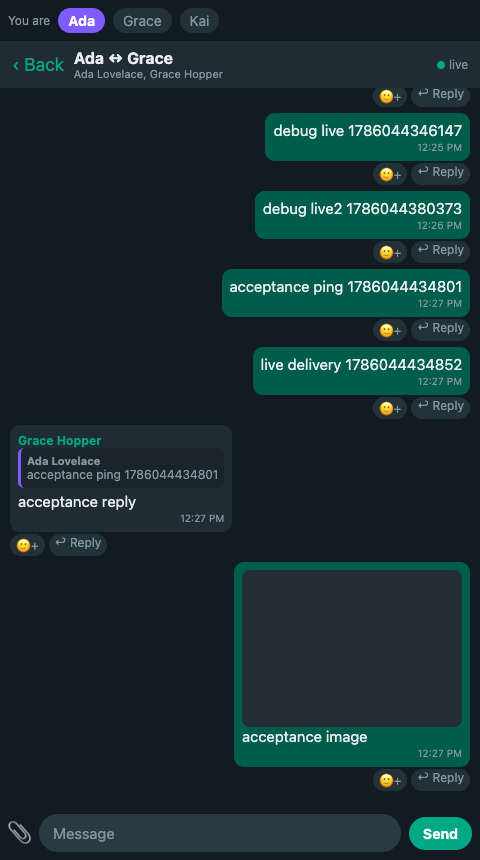 You are Ada Grace Kai
‹ Back Ada ↔ Grace
Ada Lovelace, Grace Hopper
live
↩ Reply
debug live 1786044346147
12:25 PM
↩ Reply
debug live2 1786044380373
12:26 PM
↩ Reply
acceptance ping 1786044434801
12:27 PM
↩ Reply
live delivery 1786044434852
12:27 PM
↩ Reply
Grace Hopper
Ada Lovelace
acceptance ping 1786044434801
acceptance reply
12:27 PM
↩ Reply
acceptance image
12:27 PM
↩ Reply
Message Send